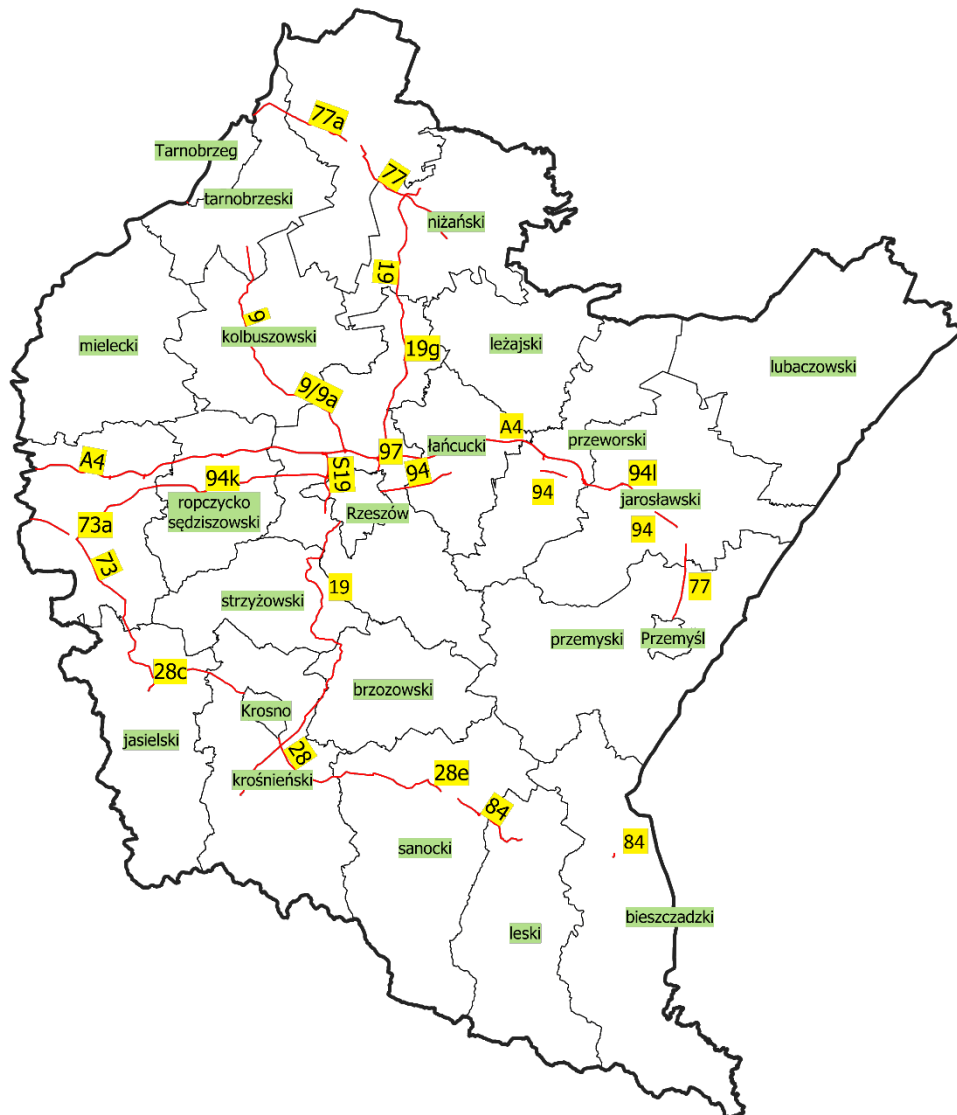 77a
Tarnobrzeg
77
tarnobrzeski
niżański
19
9
kolbuszowski
mielecki
19g
leżajski
lubaczowski
9/9a
A4
łańcucki
przeworski
97
A4
S19
94
94k
94l
94
ropczycko
sędziszowski
Rzeszów
jarosławski
73a
94
73
19
77
strzyżowski
przemyski
Przemyśl
28c
brzozowski
Krosno
jasielski
28
krośnieński
28e
84
sanocki
84
bieszczadzki
leski